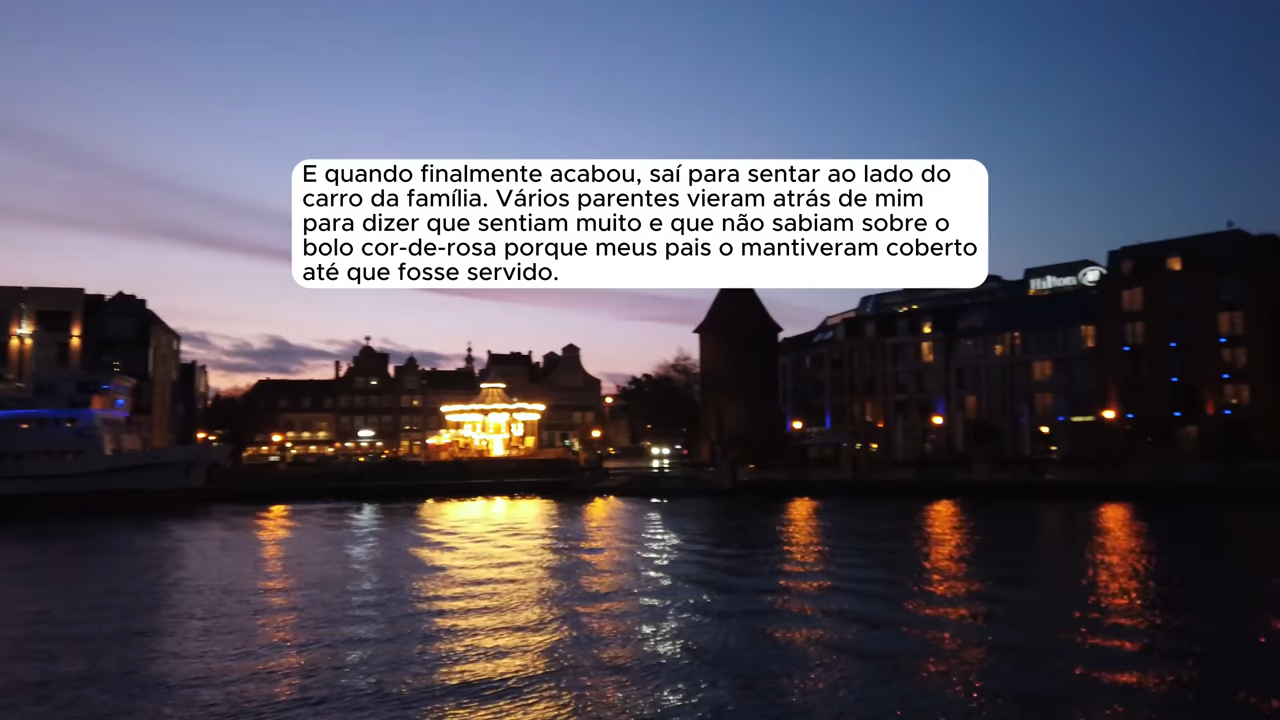 E quando finalmente acabou, saí para sentar ao lado do
carro da família. Vários parentes vieram atrás de mim
para dizer que sentiam muito e que não sabiam sobre o
bolo cor-de-rosa porque meus pais o mantiveram coberto
até que fosse servido.
Hilton